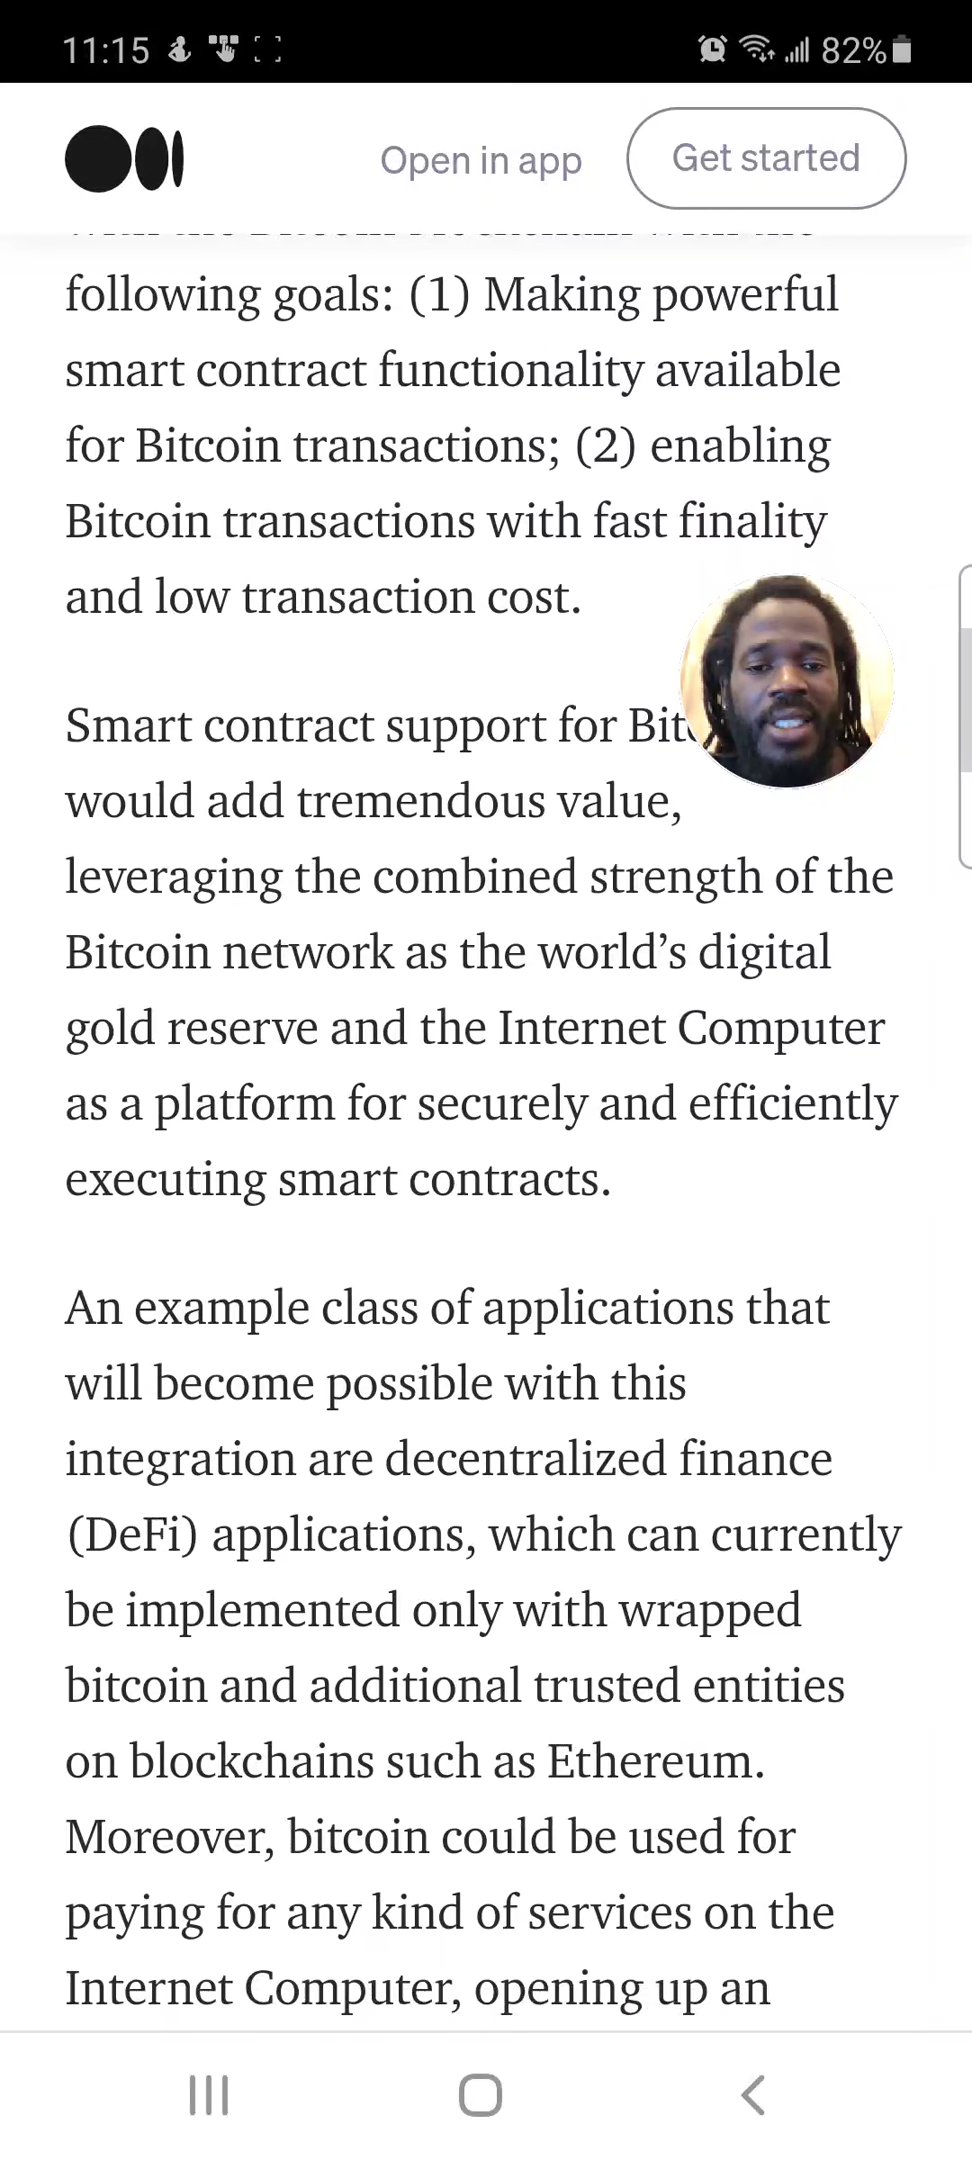 11:15
82%
Open in app
Get started
following goals: (1) Making powerful
smart contract functionality available
for Bitcoin transactions; (2) enabling
Bitcoin transactions with fast finality
and low transaction cost.
Smart contract support for
would add tremendous value,
leveraging the combined strength of the
Bitcoin network as the world’s digital
gold reserve and the Internet Computer
as a platform for securely and efficiently
executing smart contracts.
An example class of applications that
will become possible with this
integration are decentralized finance
(DeFi) applications, which can currently
be implemented only with wrapped
bitcoin and additional trusted entities
on blockchains such as Ethereum.
Moreover, bitcoin could be used for
paying for any kind of services on the
Internet Computer, opening up an